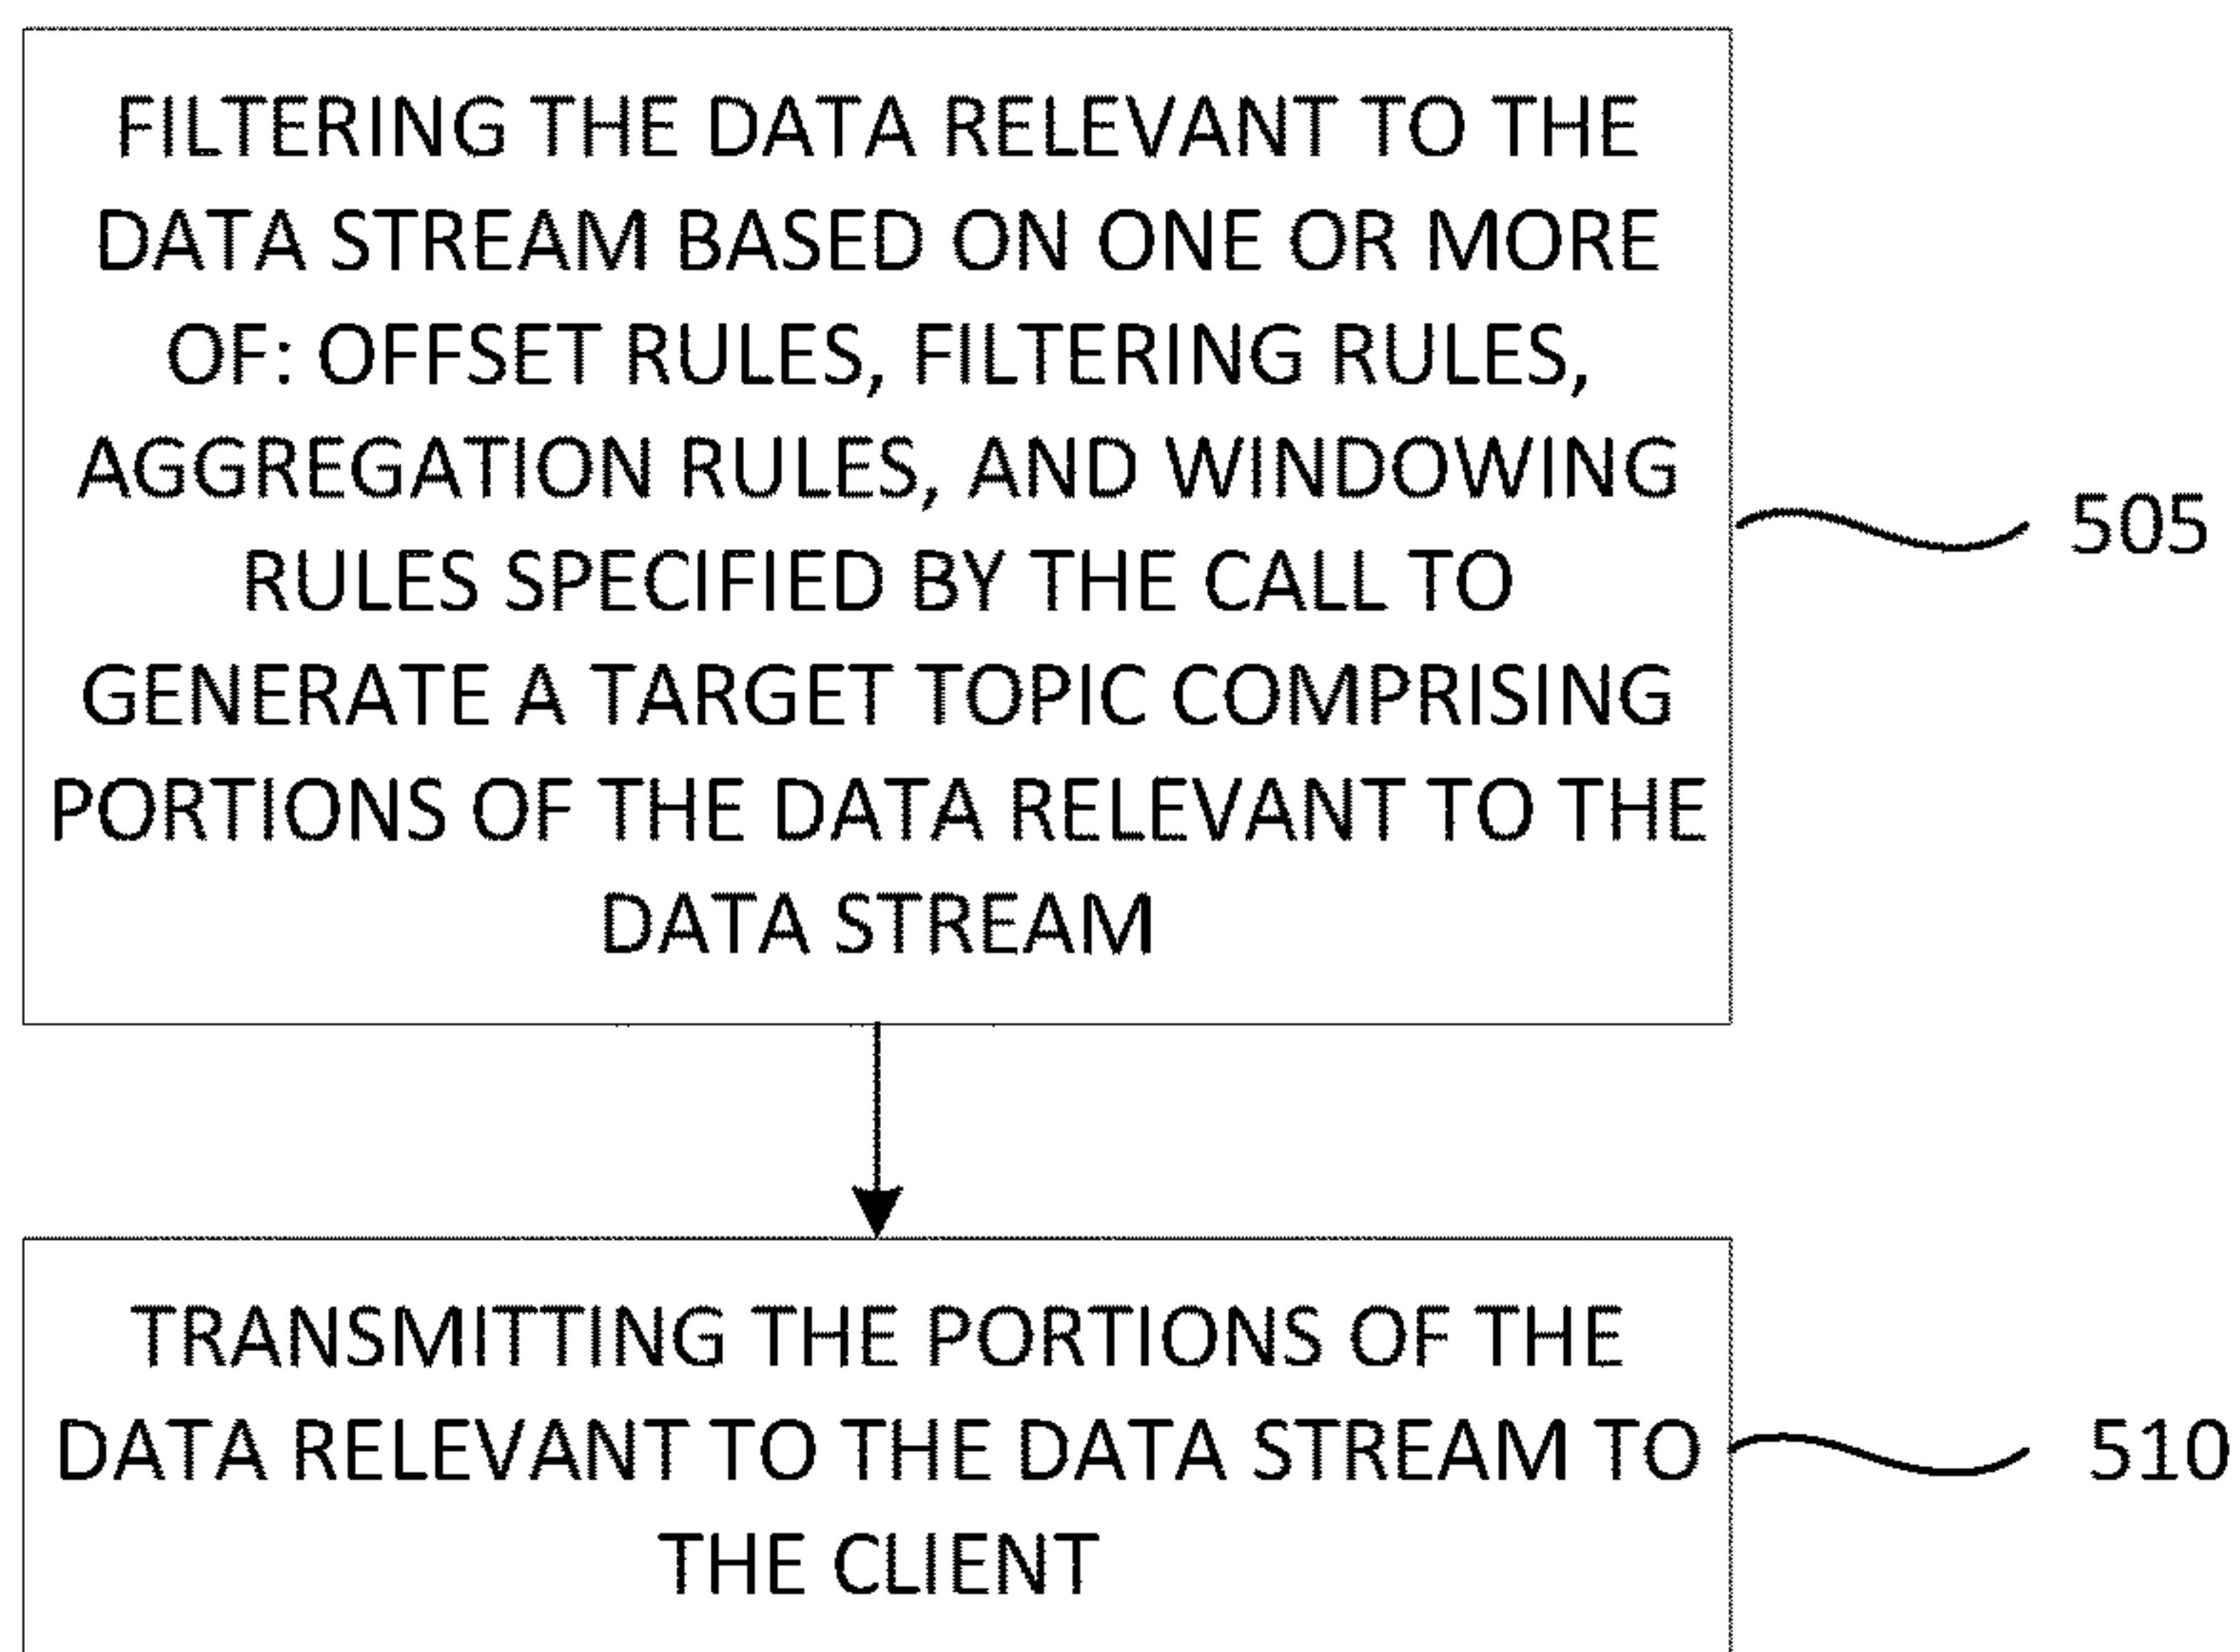 FILTERING THE DATA RELEVANT TO THE
DATA STREAM BASED ON ONE OR MORE
OF: OFFSET RULES, FILTERING RULES,
AGGREGATION RULES, AND WINDOWING
RULES SPECIFIED BY THE CALL TO
GENERATE A TARGET TOPIC COMPRISING
PORTIONS OF THE DATA RELEVANT TO THE
DATA STREAM
505
TRANSMITTING THE PORTIONS OF THE
DATA RELEVANT TO THE DATA STREAM TO
THE CLIENT
510